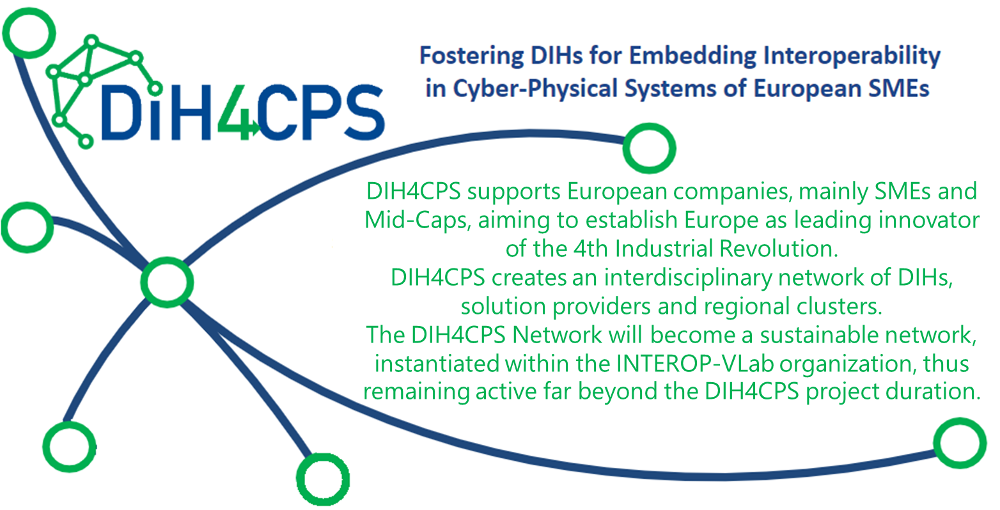 DiH4CPS
Fostering DIHs for Embedding Interoperability
in Cyber-Physical Systems of European SMEs
DIH4CPS supports European companies, mainly SMEs and
Mid-Caps, aiming to establish Europe as leading innovator
of the 4th Industrial Revolution.
DIH4CPS creates an interdisciplinary network of DIHs,
solution providers and regional clusters.
The DIH4CPS Network will become a sustainable network,
instantiated within the INTEROP-VLab organization, thus
remaining active far beyond the DIH4CPS project duration.